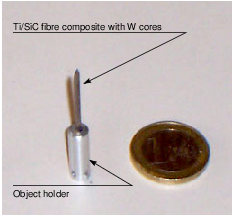 Ti/SiC fibre composite with W cores
Object holder